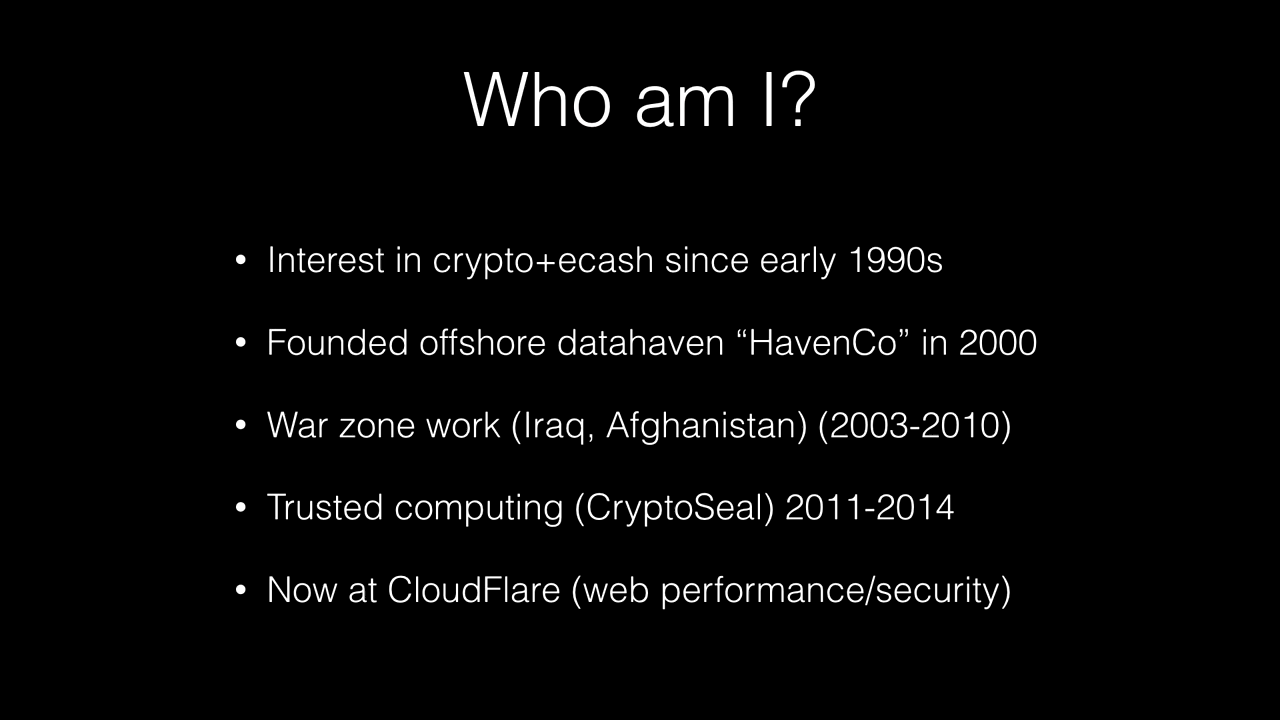 Who am I?
• Interest in crypto+ecash since early 1990s
• Founded offshore datahaven “HavenCo” in 2000
• War zone work (Iraq, Afghanistan) (2003-2010)
• Trusted computing (CryptoSeal) 2011-2014
• Now at CloudFlare (web performance/security)